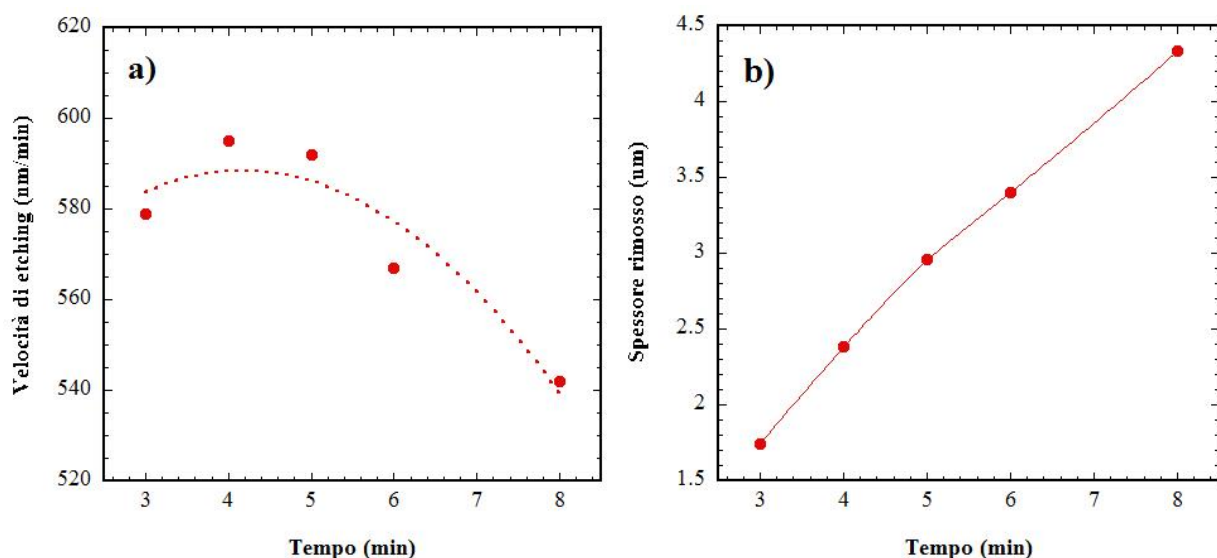 a)
Velocità di etching (nm/min)
620
600
580
560
540
520
3 4 5 6 7 8
Tempo (min)
b)
Spessore rimosso (um)
4.5
4
3.5
3
2.5
2
1.5
3 4 5 6 7 8
Tempo (min)